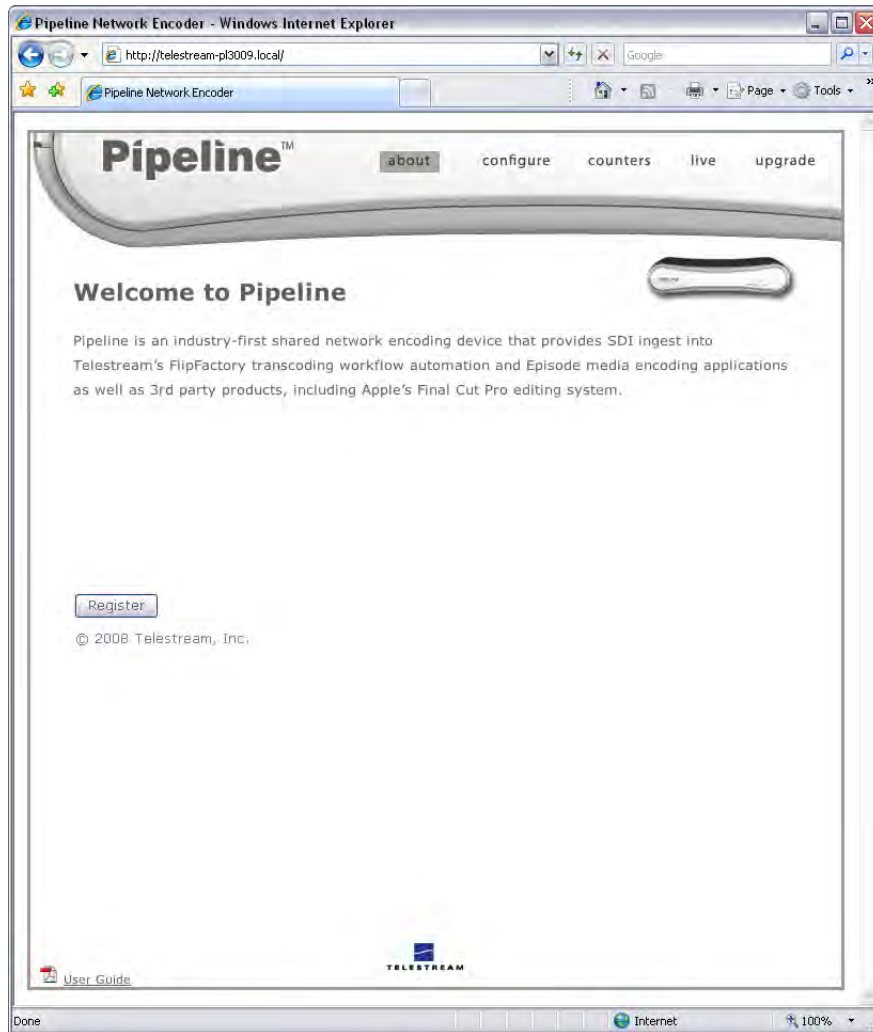 Pipeline Network Encoder - Windows Internet Explorer
http://telestream-pl3009.local/
Google
Pipeline Network Encoder
Page
Tools
»
Pipeline™
about configure counters live upgrade
Welcome to Pipeline
Pipeline is an industry-first shared network encoding device that provides SDI ingest into
Telestream's FlipFactory transcoding workflow automation and Episode media encoding applications
as well as 3rd party products, including Apple's Final Cut Pro editing system.
Register
© 2008 Telestream, Inc.
TELESTREAM
User Guide
Done
Internet
100%